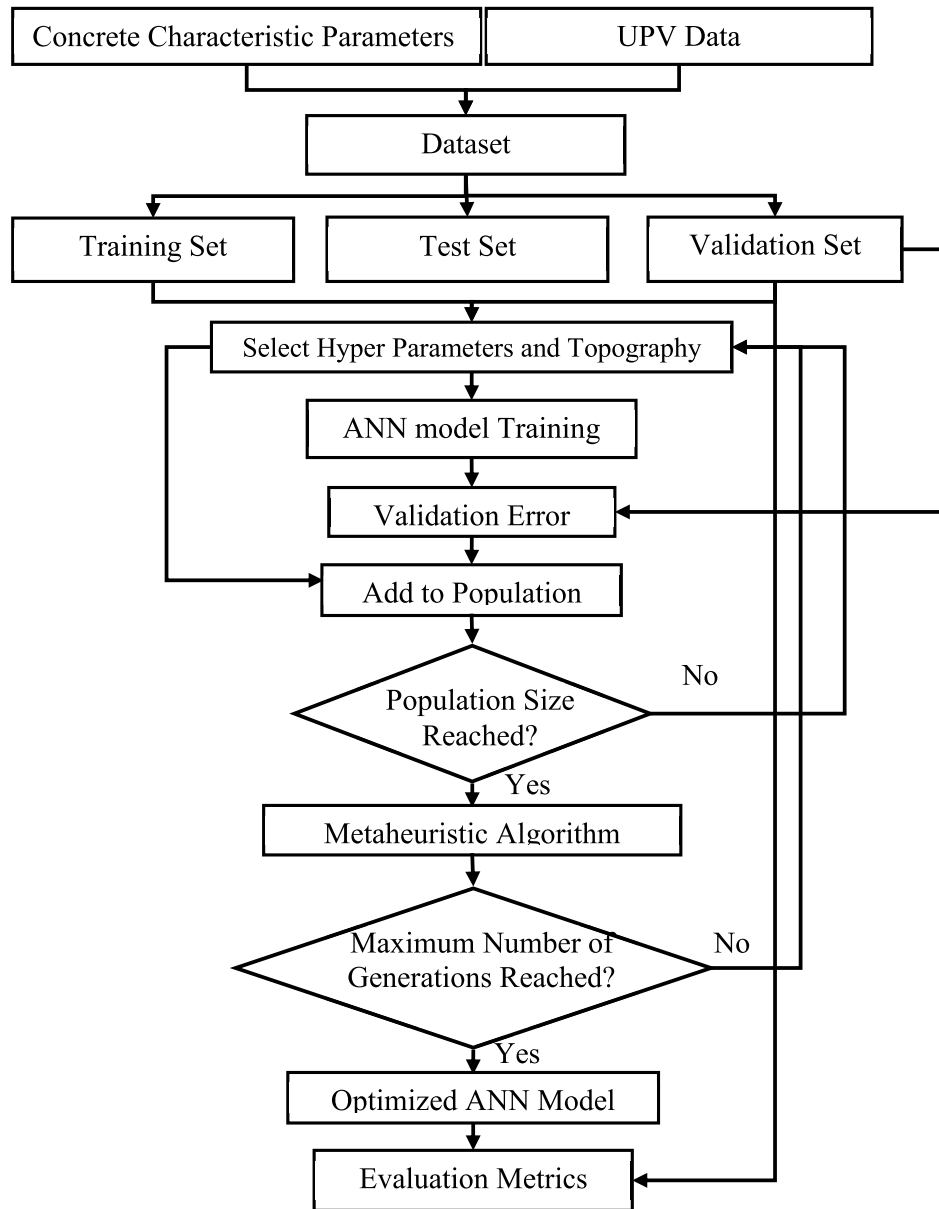 Concrete Characteristic Parameters
UPV Data
Dataset
Training Set
Test Set
Validation Set
Select Hyper Parameters and Topography
ANN model Training
Validation Error
Add to Population
No
Population Size
Reached?
Yes
Metaheuristic Algorithm
Maximum Number of
Generations Reached?
No
Yes
Optimized ANN Model
Evaluation Metrics